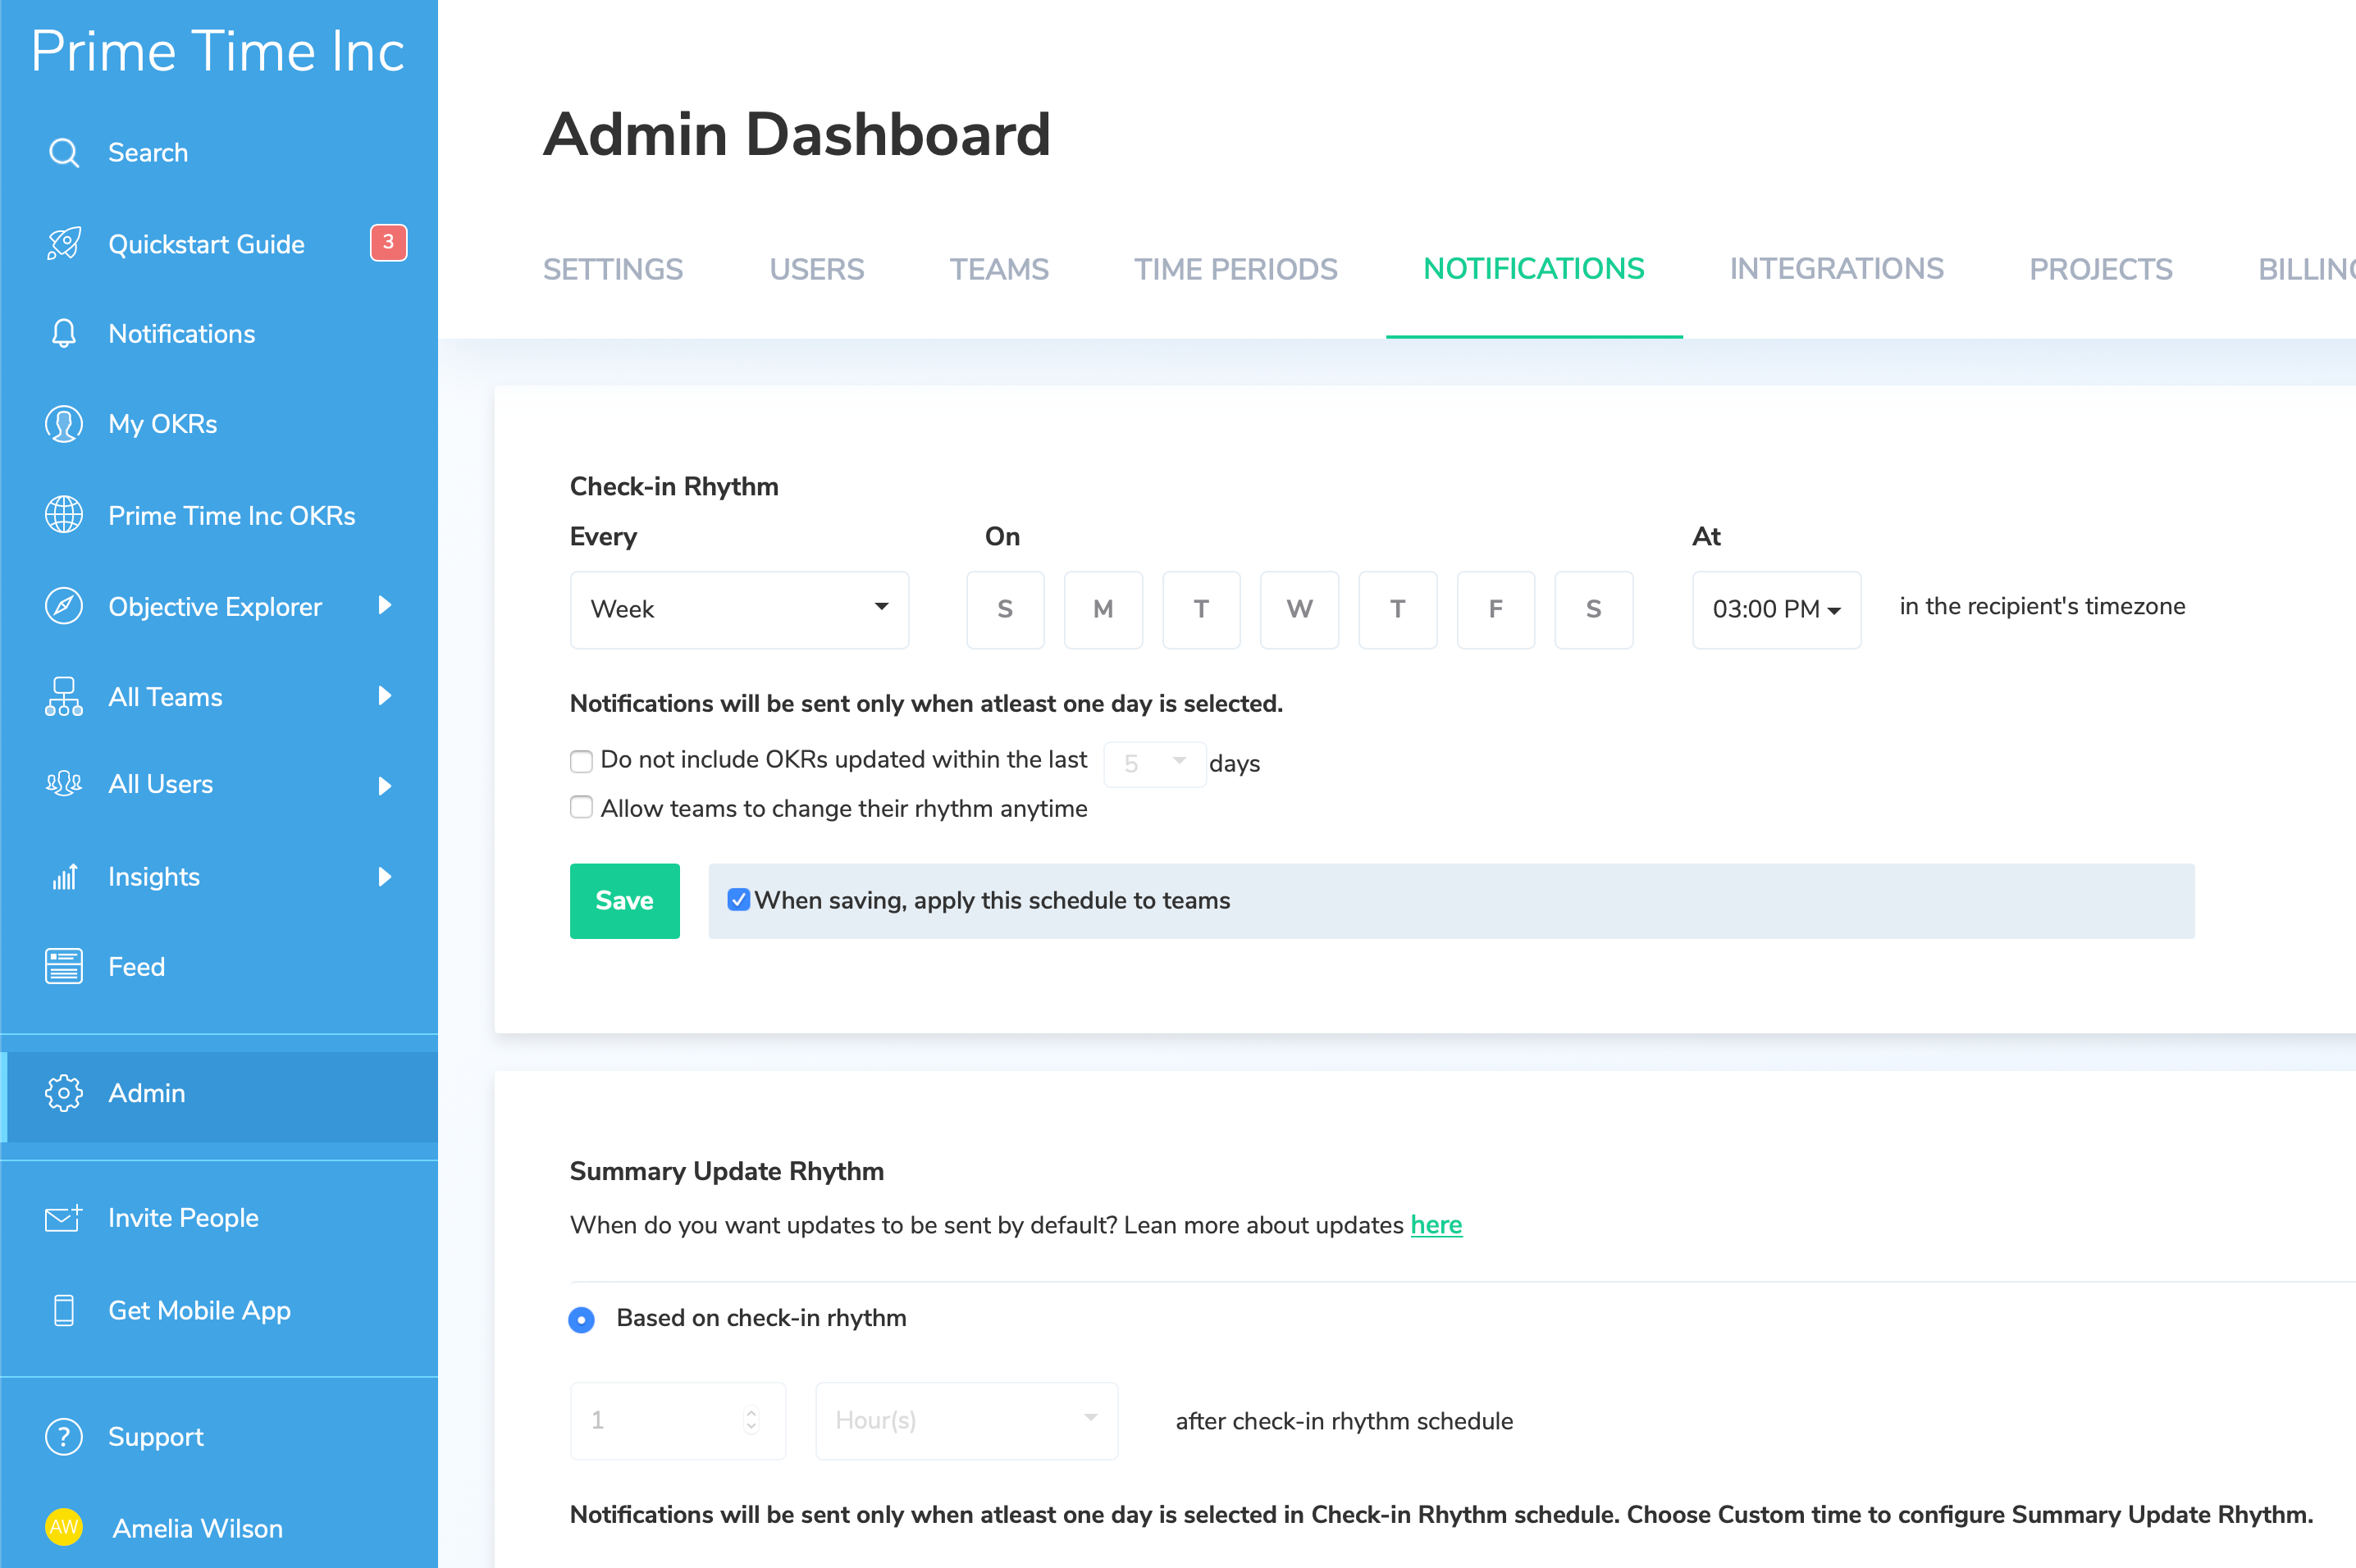 Prime Time Inc
Search
Quickstart Guide 3
Notifications
My OKRs
Prime Time Inc OKRs
Objective Explorer
All Teams
All Users
Insights
Feed
Admin
Invite People
Get Mobile App
? Support
AW Amelia Wilson
Admin Dashboard
SETTINGS USERS TEAMS TIME PERIODS NOTIFICATIONS INTEGRATIONS PROJECTS
Check-in Rhythm
Every On At
Week S M T W T F S 03:00 PM in the recipient's timezone
Notifications will be sent only when atleast one day is selected.
Do not include OKRs updated within the last 5 days
Allow teams to change their rhythm anytime
Save When saving, apply this schedule to teams
Summary Update Rhythm
When do you want updates to be sent by default? Lean more about updates here
Based on check-in rhythm
1 Hour(s) after check-in rhythm schedule
Notifications will be sent only when atleast one day is selected in Check-in Rhythm schedule. Choose Custom time to configure Summary Update Rhythm.